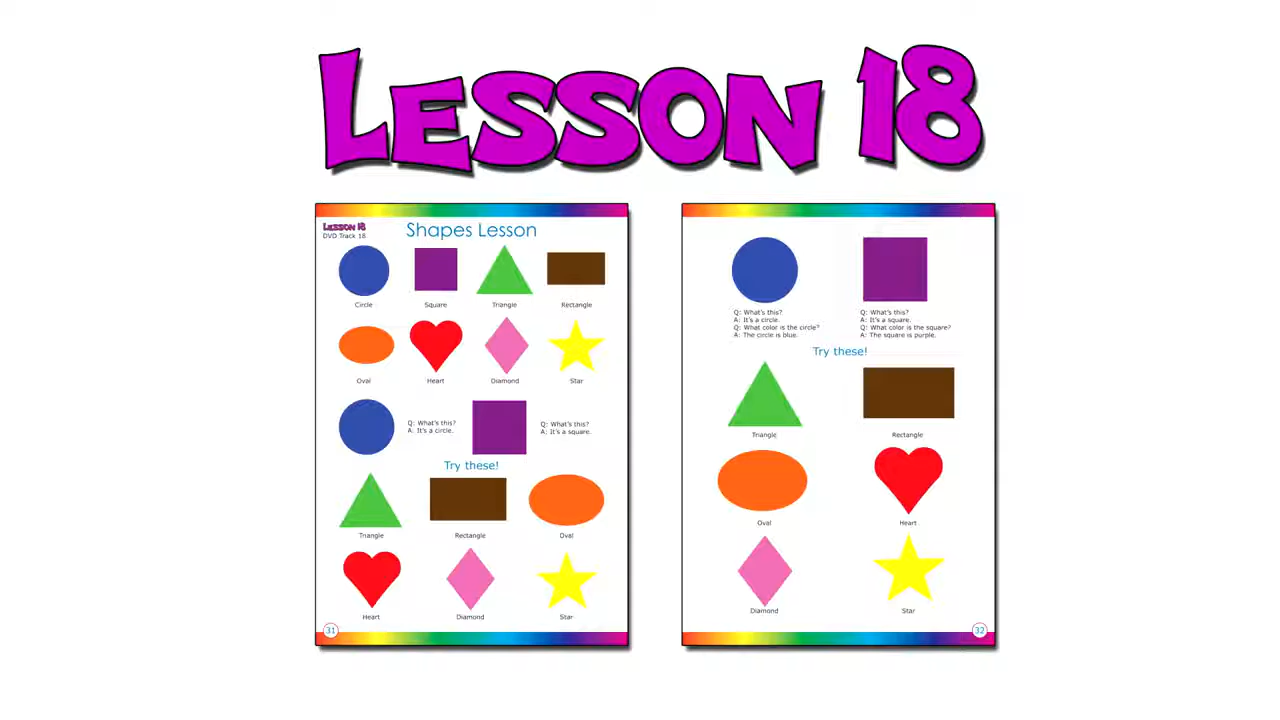 LESSON 18
LESSON 18
DVD Track 18
Shapes Lesson
Circle
Square
Triangle
Rectangle
Oval
Heart
Diamond
Star
Q: What's this?
A: It's a circle.
Q: What's this?
A: It's a square.
Try these!
Triangle
Rectangle
Oval
Heart
Diamond
Star
31
Q: What's this?
A: It's a circle.
Q: What color is the circle?
A: The circle is blue.
Q: What's this?
A: It's a square.
Q: What color is the square?
A: The square is purple.
Try these!
Triangle
Rectangle
Oval
Heart
Diamond
Star
32